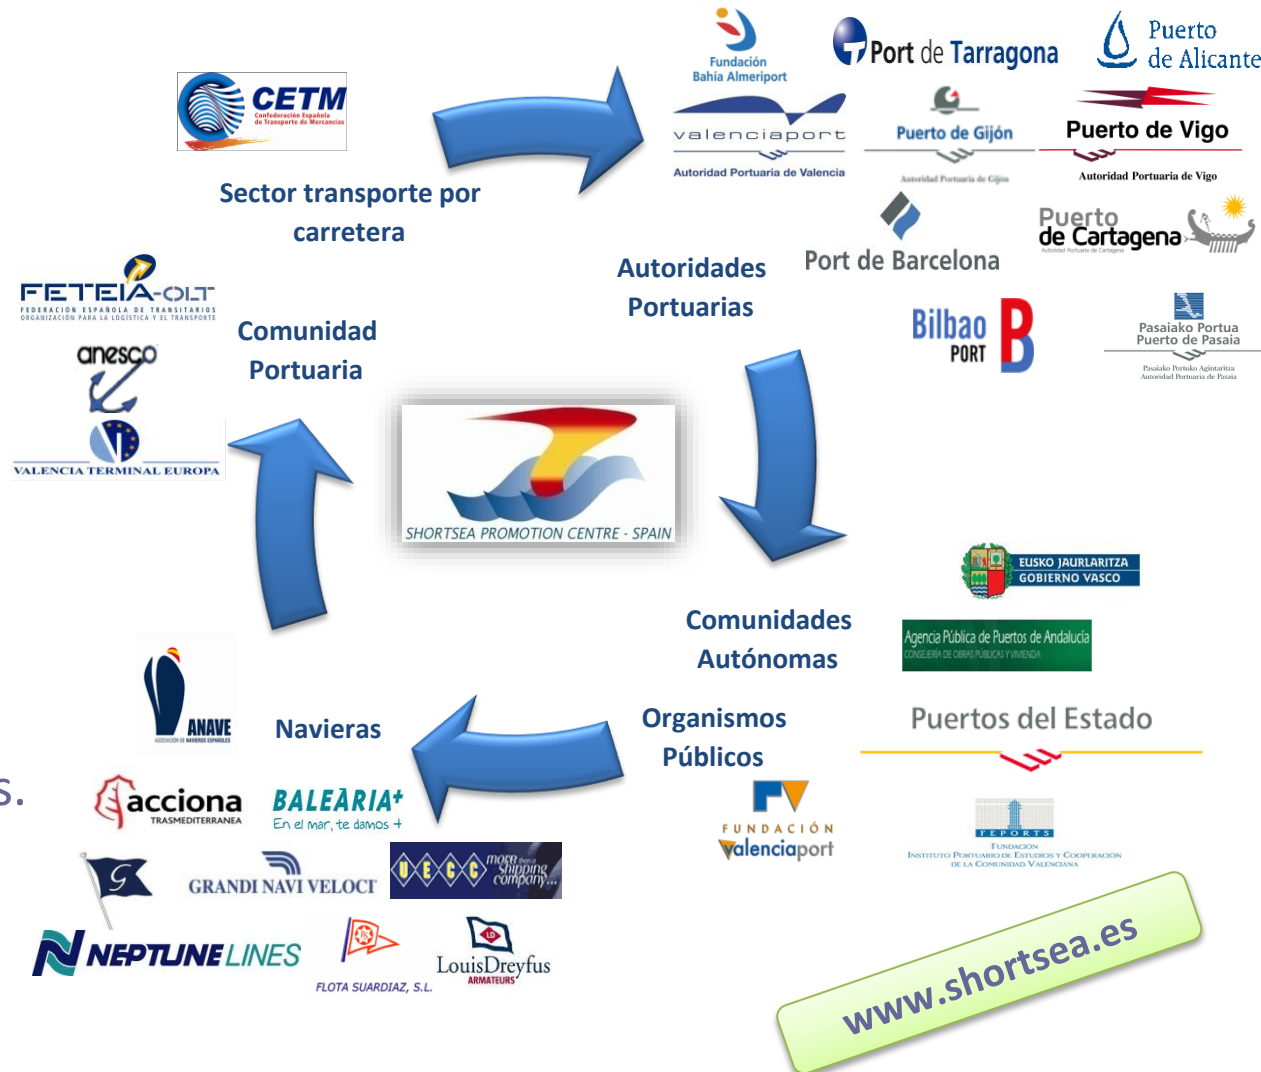 CETM
Confederación Española
de Transporte de Mercancías
Sector transporte por
carretera
Fundación
Bahía Almeriport
Port de Tarragona
Puerto
de Alicante
valenciaport
Autoridad Portuaria de Valencia
Puerto de Gijón
Autoridad Portuaria de Gijón
Puerto de Vigo
Autoridad Portuaria de Vigo
Port de Barcelona
Puerto
de Cartagena
Autoridad Portuaria de Cartagena
Autoridades
Portuarias
Bilbao
PORT
B
Pasaiako Portua
Puerto de Pasaia
Pasaiako Portuko Agintaritza
Autoridad Portuaria de Pasaia
FETEIA-OLT
FEDERACIÓN ESPAÑOLA DE TRANSITARIOS
ORGANIZACIÓN PARA LA LOGÍSTICA Y EL TRANSPORTE
anesco
VALENCIA TERMINAL EUROPA
Comunidad
Portuaria
SHORTSEA PROMOTION CENTRE - SPAIN
EUSKO JAURLARITZA
GOBIERNO VASCO
Comunidades
Autónomas
Agencia Pública de Puertos de Andalucía
CONSEJERÍA DE OBRAS PÚBLICAS Y VIVIENDA
Organismos
Públicos
Puertos del Estado
FUNDACIÓN
Valenciaport
FEPORTS
FUNDACIÓN
INSTITUTO PORTUARIO DE ESTUDIOS Y COOPERACIÓN
DE LA COMUNIDAD VALENCIANA
ANAVE
ASOCIACIÓN DE NAVIEROS ESPAÑOLES
Navieras
s.
acciona
TRASMEDITERRANEA
BALEÀRIA+
En el mar, te damos +
G
GRANDI NAVI VELOCI
UECC
more than a
shipping
company...
NEPTUNE LINES
FLOTA SUARDIAZ, S.L.
LD
LouisDreyfus
ARMATEURS
www.shortsea.es